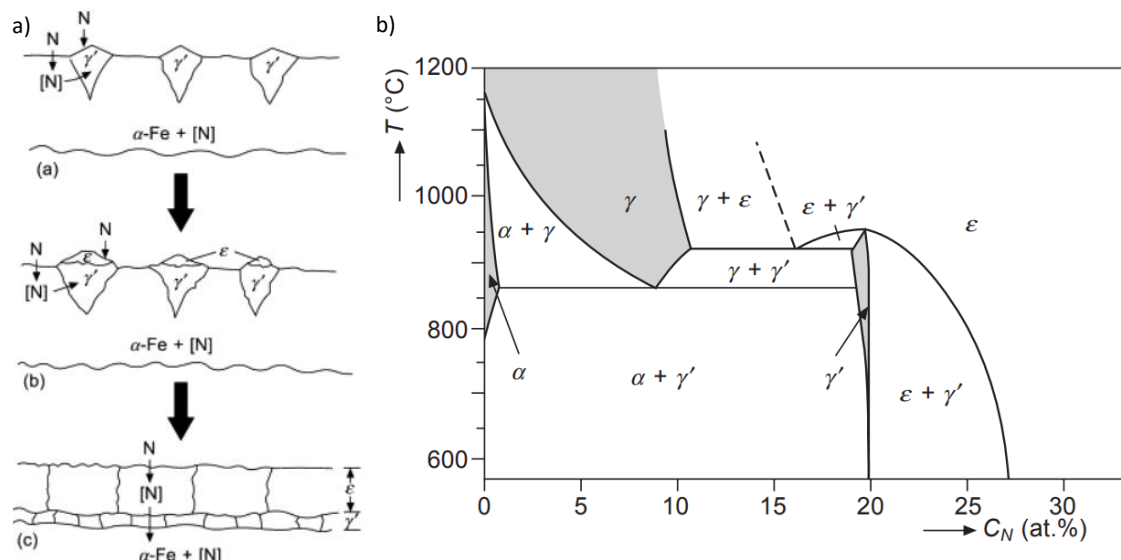 a)
N
N
γ′
γ′
γ′
[N]
α-Fe + [N]
(a)
N
N
ε
ε
[N]
γ′
γ′
γ′
α-Fe + [N]
(b)
N
[N]
ε
γ′
(c)
α-Fe + [N]
b)
T (°C)
1200
1000
800
600
γ
γ + ε
ε + γ′
ε
α + γ
γ + γ′
α
α + γ′
γ′
ε + γ′
0 5 10 15 20 25 30
C_N (at.%)